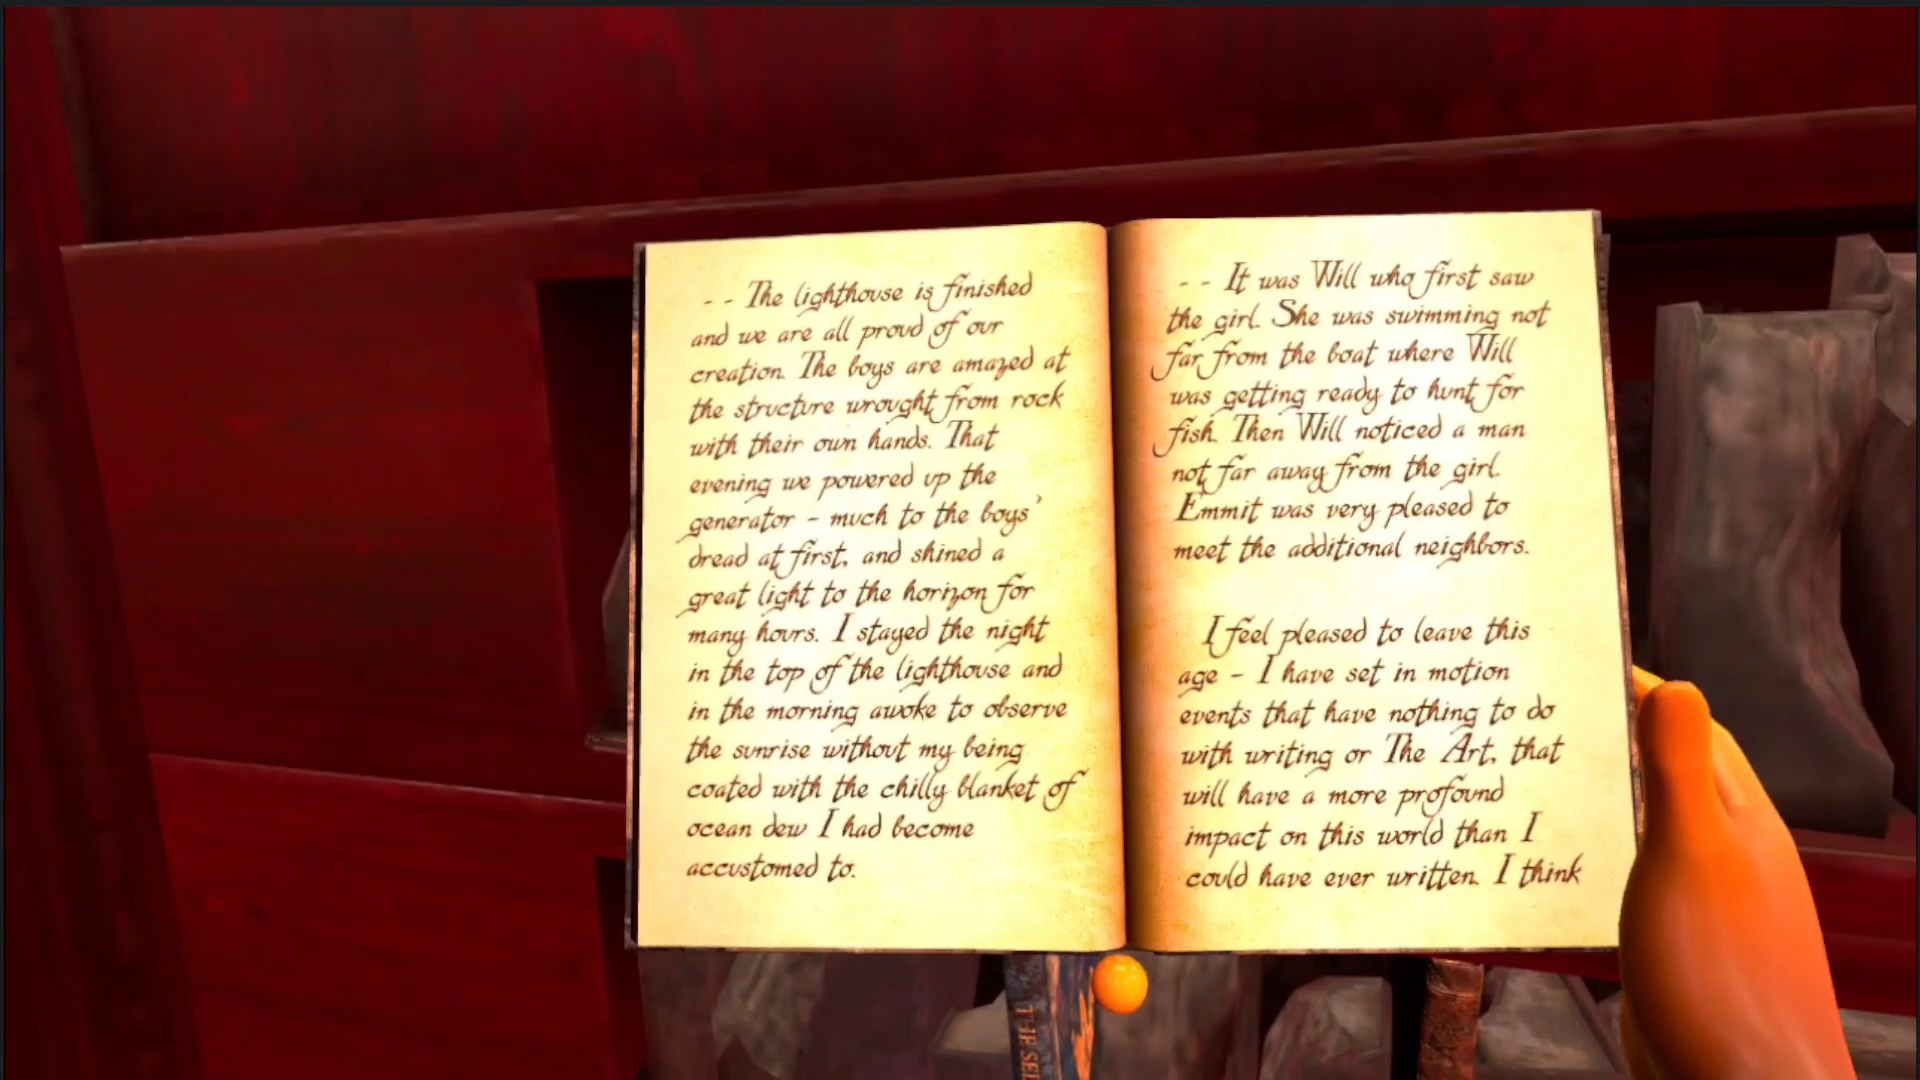 -- The lighthouse is finished
and we are all proud of our
creation. The boys are amazed at
the structure wrought from rock
with their own hands. That
evening we powered up the
generator - much to the boys'
dread at first, and shined a
great light to the horizon for
many hours. I stayed the night
in the top of the lighthouse and
in the morning awoke to observe
the sunrise without my being
coated with the chilly blanket of
ocean dew I had become
accustomed to.
-- It was Will who first saw
the girl. She was swimming not
far from the boat where Will
was getting ready to hunt for
fish. Then Will noticed a man
not far away from the girl.
Emmit was very pleased to
meet the additional neighbors.
I feel pleased to leave this
age - I have set in motion
events that have nothing to do
with writing or The Art, that
will have a more profound
impact on this world than I
could have ever written. I think